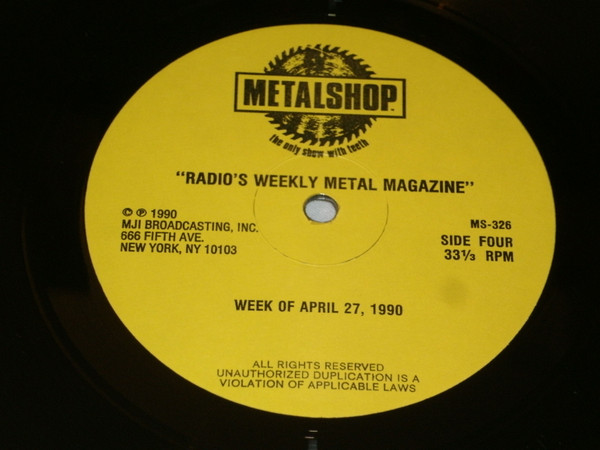 METALSHOP
the only show with teeth
"RADIO'S WEEKLY METAL MAGAZINE"
© ℗ 1990
MJI BROADCASTING, INC.
666 FIFTH AVE.
NEW YORK, NY 10103
MS-326
SIDE FOUR
33⅓ RPM
WEEK OF APRIL 27, 1990
ALL RIGHTS RESERVED
UNAUTHORIZED DUPLICATION IS A
VIOLATION OF APPLICABLE LAWS